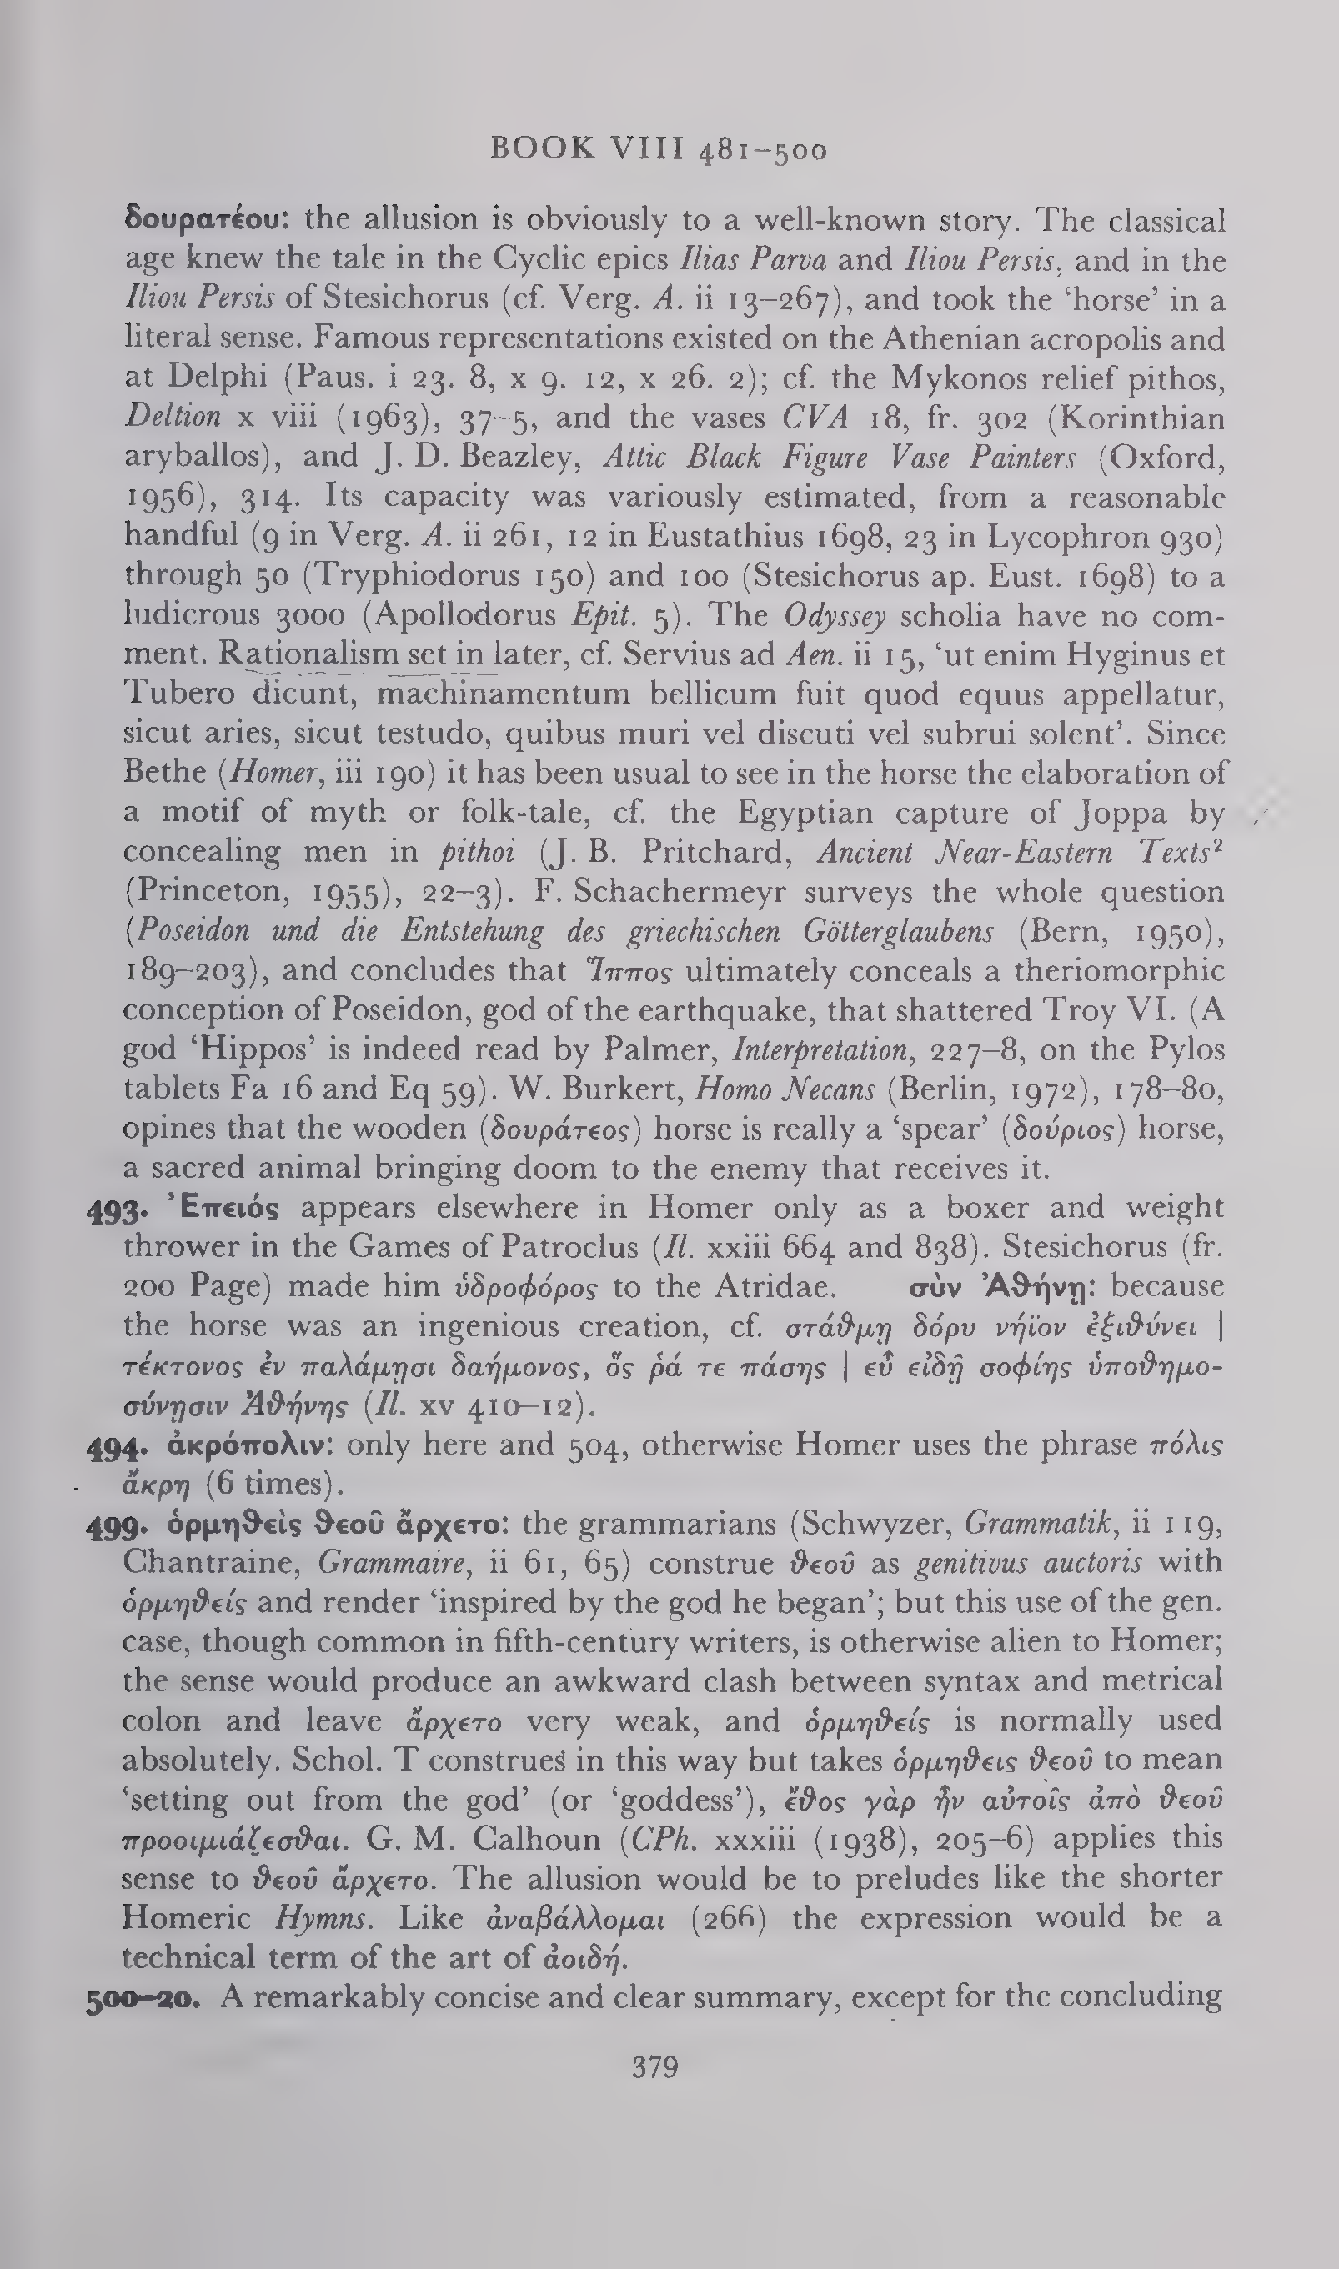 BOOK VIII 481–500
δουρατέου: the allusion is obviously to a well-known story. The classical
age knew the tale in the Cyclic epics Ilias Parva and Iliou Persis, and in the
Iliou Persis of Stesichorus (cf. Verg. A. ii 13–267), and took the ‘horse’ in a
literal sense. Famous representations existed on the Athenian acropolis and
at Delphi (Paus. i 23. 8, x 9. 12, x 26. 2); cf. the Mykonos relief pithos,
Deltion x viii (1963), 37–5, and the vases CVA 18, fr. 302 (Korinthian
aryballos), and J. D. Beazley, Attic Black Figure Vase Painters (Oxford,
1956), 314. Its capacity was variously estimated, from a reasonable
handful (9 in Verg. A. ii 261, 12 in Eustathius 1698, 23 in Lycophron 930)
through 50 (Tryphiodorus 150) and 100 (Stesichorus ap. Eust. 1698) to a
ludicrous 3000 (Apollodorus Epit. 5). The Odyssey scholia have no com-
ment. Rationalism set in later, cf. Servius ad Aen. ii 15, ‘ut enim Hyginus et
Tubero dicunt, machinamentum bellicum fuit quod equus appellatur,
sicut aries, sicut testudo, quibus muri vel discuti vel subrui solent’. Since
Bethe (Homer, iii 190) it has been usual to see in the horse the elaboration of
a motif of myth or folk-tale, cf. the Egyptian capture of Joppa by
concealing men in pithoi (J. B. Pritchard, Ancient Near-Eastern Texts²
(Princeton, 1955), 22–3). F. Schachermeyr surveys the whole question
(Poseidon und die Entstehung des griechischen Götterglaubens (Bern, 1950),
189–203), and concludes that Ἵππος ultimately conceals a theriomorphic
conception of Poseidon, god of the earthquake, that shattered Troy VI. (A
god ‘Hippos’ is indeed read by Palmer, Interpretation, 227–8, on the Pylos
tablets Fa 16 and Eq 59). W. Burkert, Homo Necans (Berlin, 1972), 178–80,
opines that the wooden (δουράτεος) horse is really a ‘spear’ (δούριος) horse,
a sacred animal bringing doom to the enemy that receives it.
493. Ἐπειός appears elsewhere in Homer only as a boxer and weight
thrower in the Games of Patroclus (Il. xxiii 664 and 838). Stesichorus (fr.
200 Page) made him ὑδροφόρος to the Atridae. σὺν Ἀθήνῃ: because
the horse was an ingenious creation, cf. στάθμη δόρυ νήϊον ἐξιθύνει |
τέκτονος ἐν παλάμῃσι δαήμονος, ὅς ῥά τε πάσης | εὖ εἰδῇ σοφίης ὑποθημο-
σύνῃσιν Ἀθήνης (Il. xv 410–12).
494. ἀκρόπολιν: only here and 504, otherwise Homer uses the phrase πόλις
ἄκρη (6 times).
499. ὁρμηθεὶς θεοῦ ἄρχετο: the grammarians (Schwyzer, Grammatik, ii 119,
Chantraine, Grammaire, ii 61, 65) construe θεοῦ as genitivus auctoris with
ὁρμηθείς and render ‘inspired by the god he began’; but this use of the gen.
case, though common in fifth-century writers, is otherwise alien to Homer;
the sense would produce an awkward clash between syntax and metrical
colon and leave ἄρχετο very weak, and ὁρμηθείς is normally used
absolutely. Schol. T construes in this way but takes ὁρμηθεις θεοῦ to mean
‘setting out from the god’ (or ‘goddess’), ἔθος γὰρ ἦν αὐτοῖς ἀπὸ θεοῦ
προοιμιάζεσθαι. G. M. Calhoun (CPh. xxxiii (1938), 205–6) applies this
sense to θεοῦ ἄρχετο. The allusion would be to preludes like the shorter
Homeric Hymns. Like ἀναβάλλομαι (266) the expression would be a
technical term of the art of ἀοιδή.
500–20. A remarkably concise and clear summary, except for the concluding
379